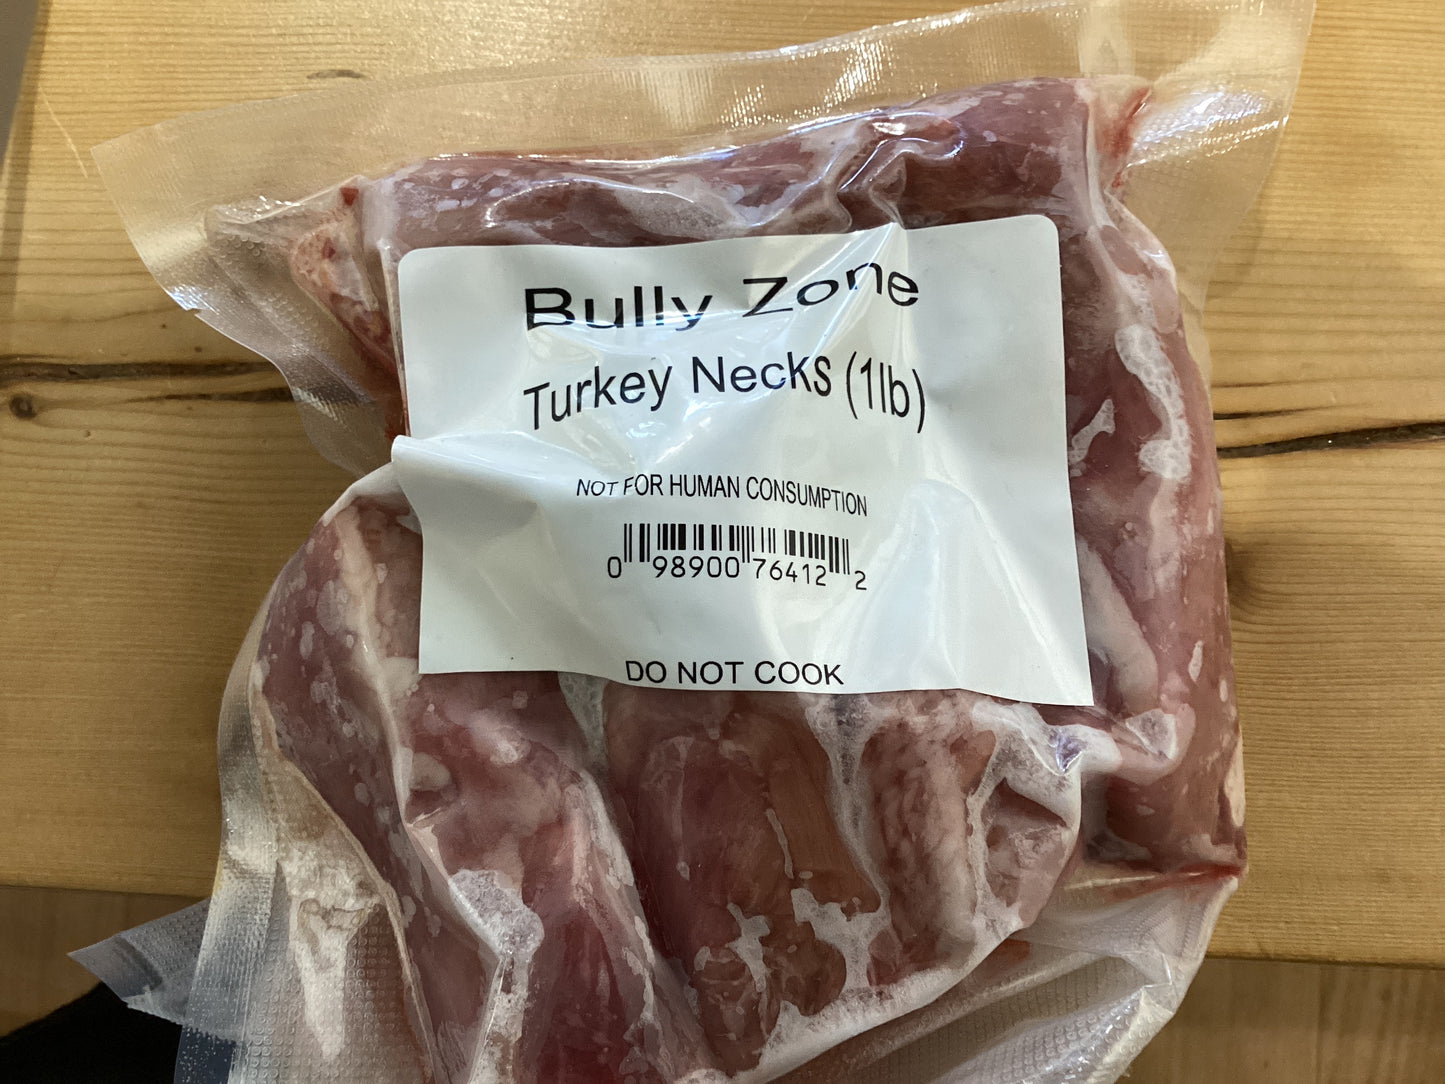 Bully Zone
Turkey Necks (1lb)
NOT FOR HUMAN CONSUMPTION
0 98900 76412 2
DO NOT COOK